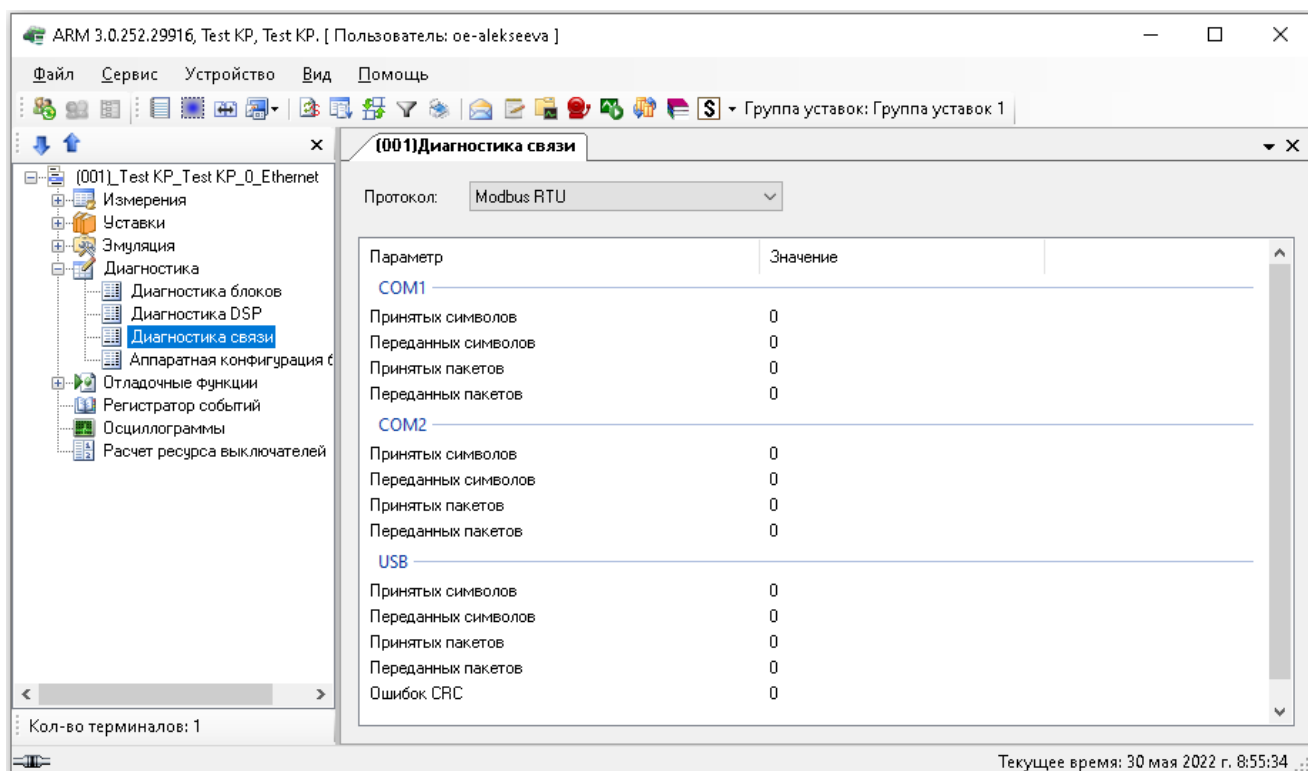 ARM 3.0.252.29916, Test KP, Test KP. [ Пользователь: oe-alekseeva ]
Файл Сервис Устройство Вид Помощь
S Группа уставок: Группа уставок 1
(001)_Test KP_Test KP_0_Ethernet
Измерения
Уставки
Эмуляция
Диагностика
Диагностика блоков
Диагностика DSP
Диагностика связи
Аппаратная конфигурация
Отладочные функции
Регистратор событий
Осциллограммы
Расчет ресурса выключателей
Кол-во терминалов: 1
(001)Диагностика связи
Протокол: Modbus RTU
Параметр Значение
COM1
Принятых символов 0
Переданных символов 0
Принятых пакетов 0
Переданных пакетов 0
COM2
Принятых символов 0
Переданных символов 0
Принятых пакетов 0
Переданных пакетов 0
USB
Принятых символов 0
Переданных символов 0
Принятых пакетов 0
Переданных пакетов 0
Ошибок CRC 0
Текущее время: 30 мая 2022 г. 8:55:34